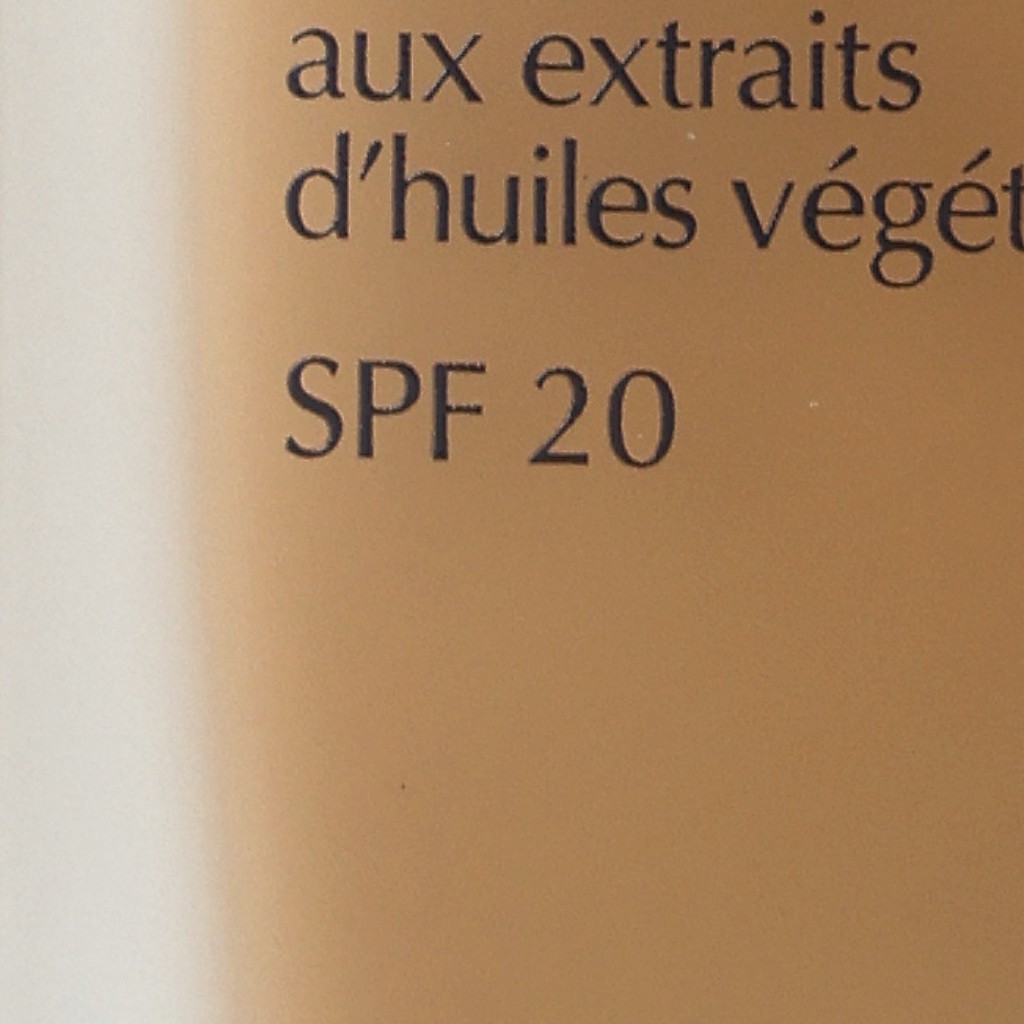 aux extraits
d'huiles végét
SPF 20